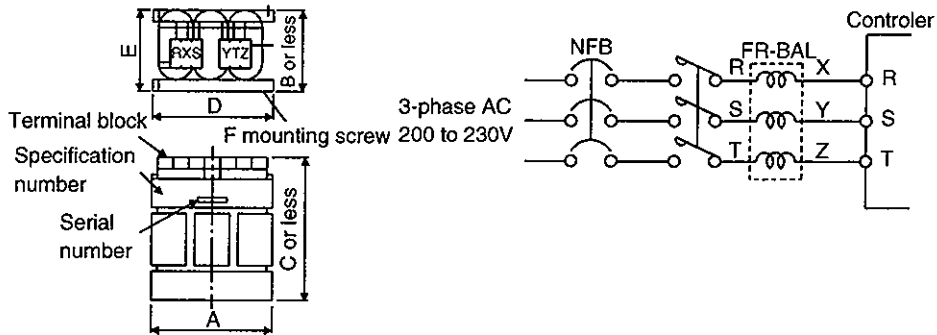 E
RXS
YTZ
B or less
D
F mounting screw
Terminal block
Specification
number
Serial
number
C or less
A
Controler
NFB
FR-BAL
3-phase AC
200 to 230V
R
X
R
S
Y
S
T
Z
T